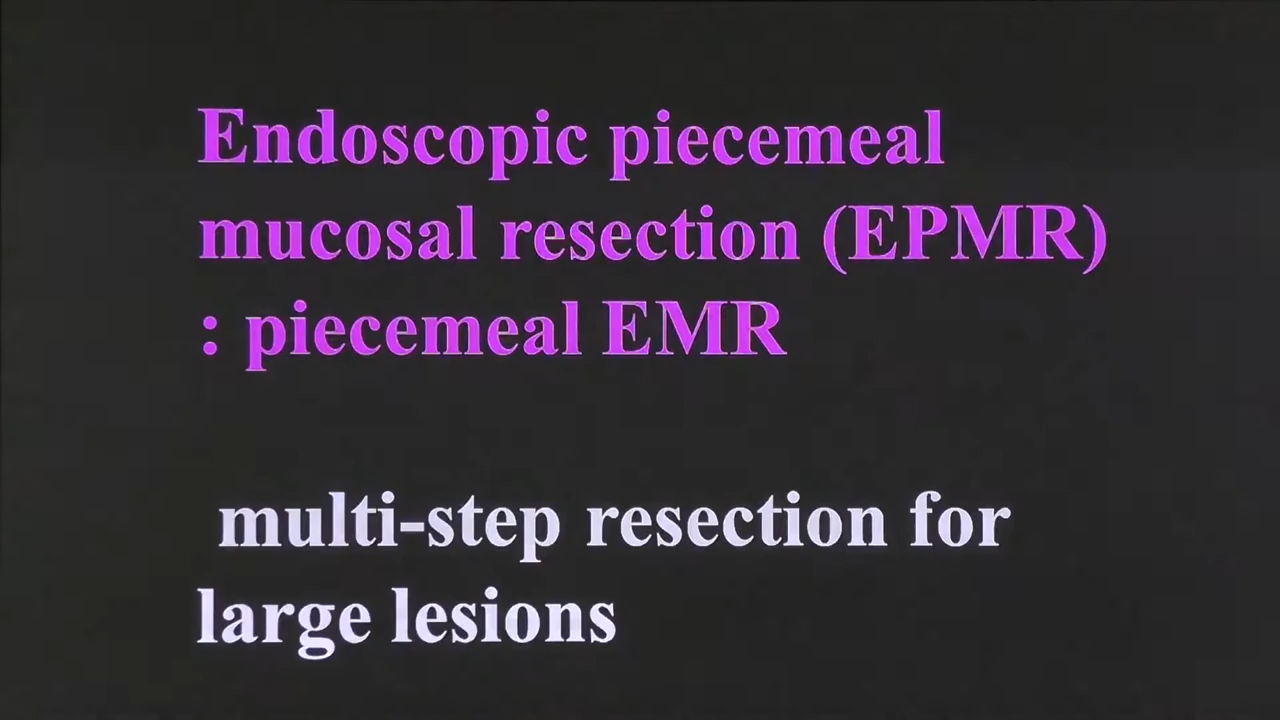 Endoscopic piecemeal
mucosal resection (EPMR)
: piecemeal EMR
multi-step resection for
large lesions